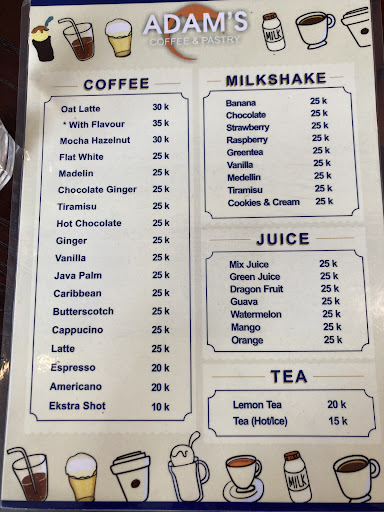 ADAM'S
COFFEE & PASTRY
COFFEE
Oat Latte 30 k
* With Flavour 35 k
Mocha Hazelnut 30 k
Flat White 25 k
Madelin 25 k
Chocolate Ginger 25 k
Tiramisu 25 k
Hot Chocolate 25 k
Ginger 25 k
Vanilla 25 k
Java Palm 25 k
Caribbean 25 k
Butterscotch 25 k
Cappucino 25 k
Latte 25 k
Espresso 20 k
Americano 20 k
Ekstra Shot 10 k
MILKSHAKE
Banana 25 k
Chocolate 25 k
Strawberry 25 k
Raspberry 25 k
Greentea 25 k
Vanilla 25 k
Medellin 25 k
Tiramisu 25 k
Cookies & Cream 25 k
JUICE
Mix Juice 25 k
Green Juice 25 k
Dragon Fruit 25 k
Guava 25 k
Watermelon 25 k
Mango 25 k
Orange 25 k
TEA
Lemon Tea 20 k
Tea (Hot/Ice) 15 k
MILK
MILK